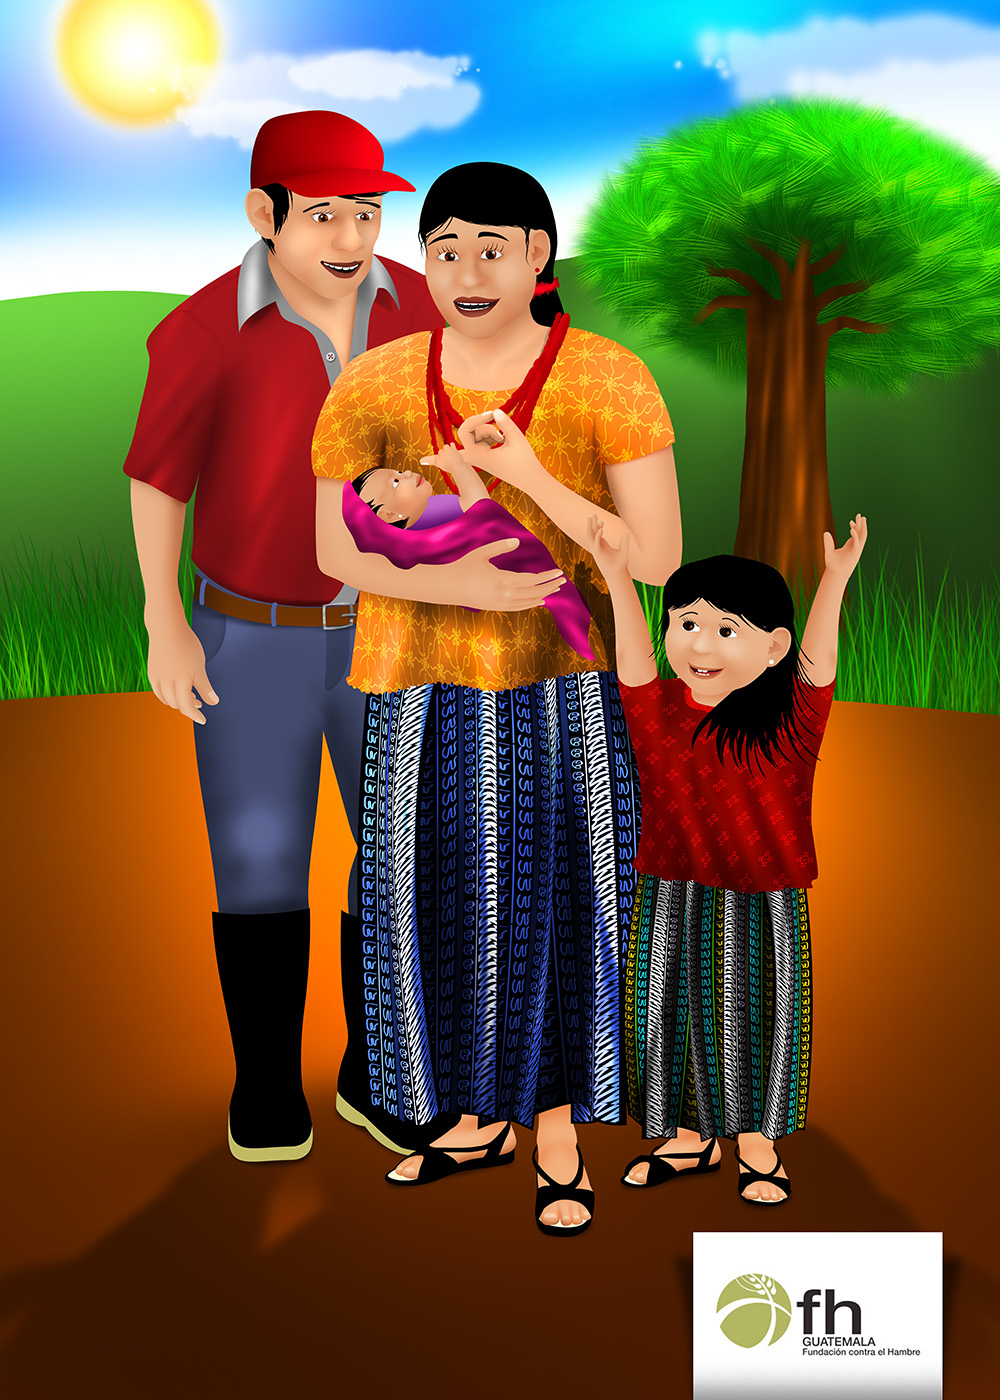 fh
GUATEMALA
Fundación contra el Hambre